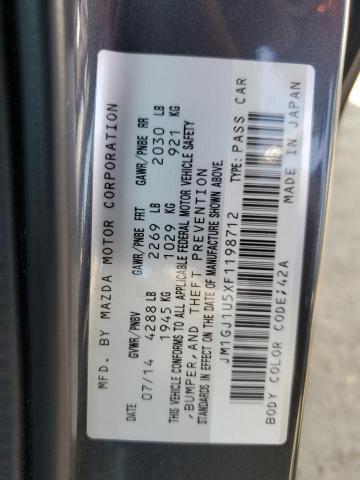 MFD. BY MAZDA MOTOR CORPORATION
DATE GVWR/PNBV GAWR/PNBE FRT GAWR/PNBE RR
07/14 4288 LB 2269 LB 2030 LB
1945 KG 1029 KG 921 KG
THIS VEHICLE CONFORMS TO ALL APPLICABLE FEDERAL MOTOR VEHICLE SAFETY
,BUMPER,AND THEFT PREVENTION
STANDARDS IN EFFECT ON THE DATE OF MANUFACTURE SHOWN ABOVE.
JM1GJ1U5XF1198712 TYPE: PASS CAR
BODY COLOR CODE:42A MADE IN JAPAN